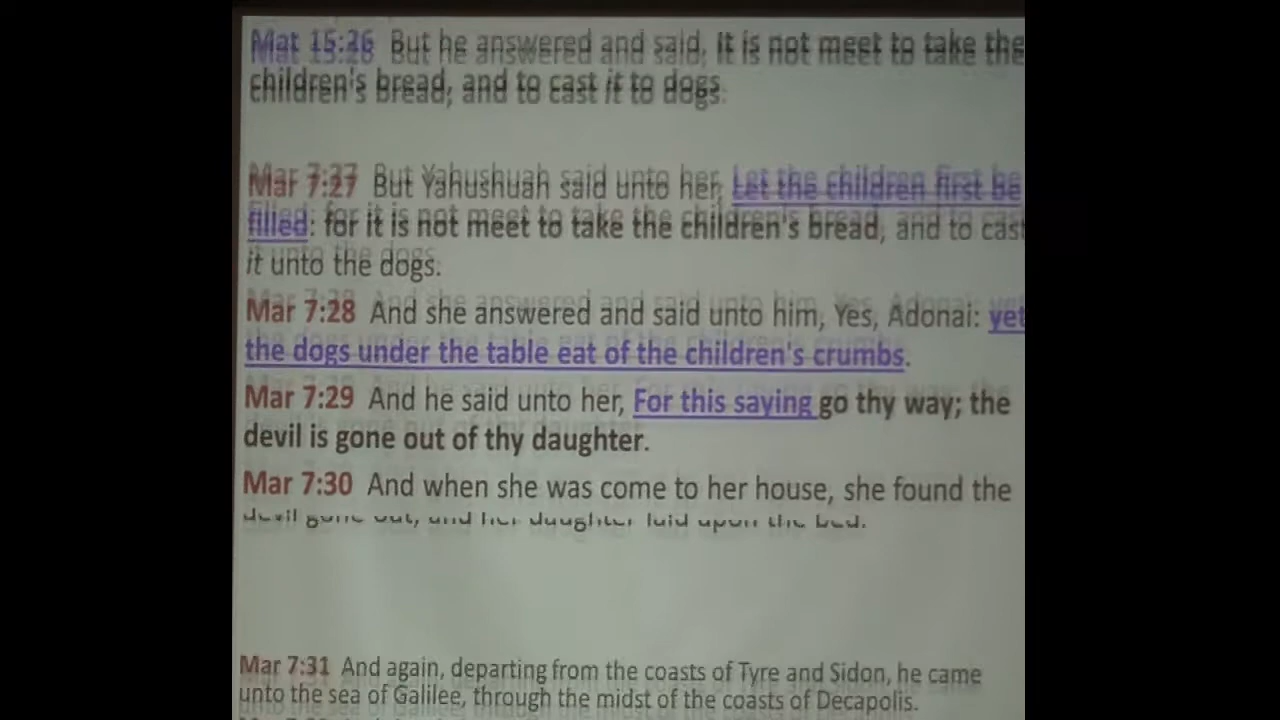 Mat 15:26 But he answered and said, it is not meet to take the
children's bread, and to cast it to dogs.
Mar 7:27 But Yahushuah said unto her, Let the children first be
filled: for it is not meet to take the children's bread, and to cast
it unto the dogs.
Mar 7:28 And she answered and said unto him, Yes, Adonai: yet
the dogs under the table eat of the children's crumbs.
Mar 7:29 And he said unto her, For this saying go thy way; the
devil is gone out of thy daughter.
Mar 7:30 And when she was come to her house, she found the
devil gone out, and her daughter laid upon the bed.
Mar 7:31 And again, departing from the coasts of Tyre and Sidon, he came
unto the sea of Galilee, through the midst of the coasts of Decapolis.